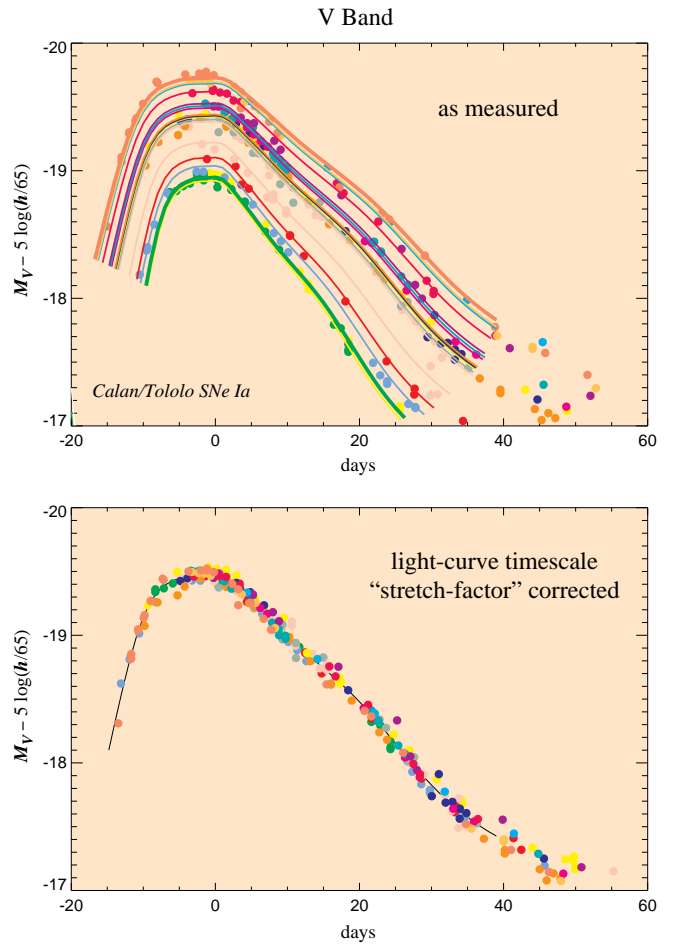 V Band
-20
as measured
-19
M_V – 5 log(h/65)
-18
Calan/Tololo SNe Ia
-17
-20 0 20 40 60
days
-20
light-curve timescale
“stretch-factor” corrected
-19
M_V – 5 log(h/65)
-18
-17
-20 0 20 40 60
days